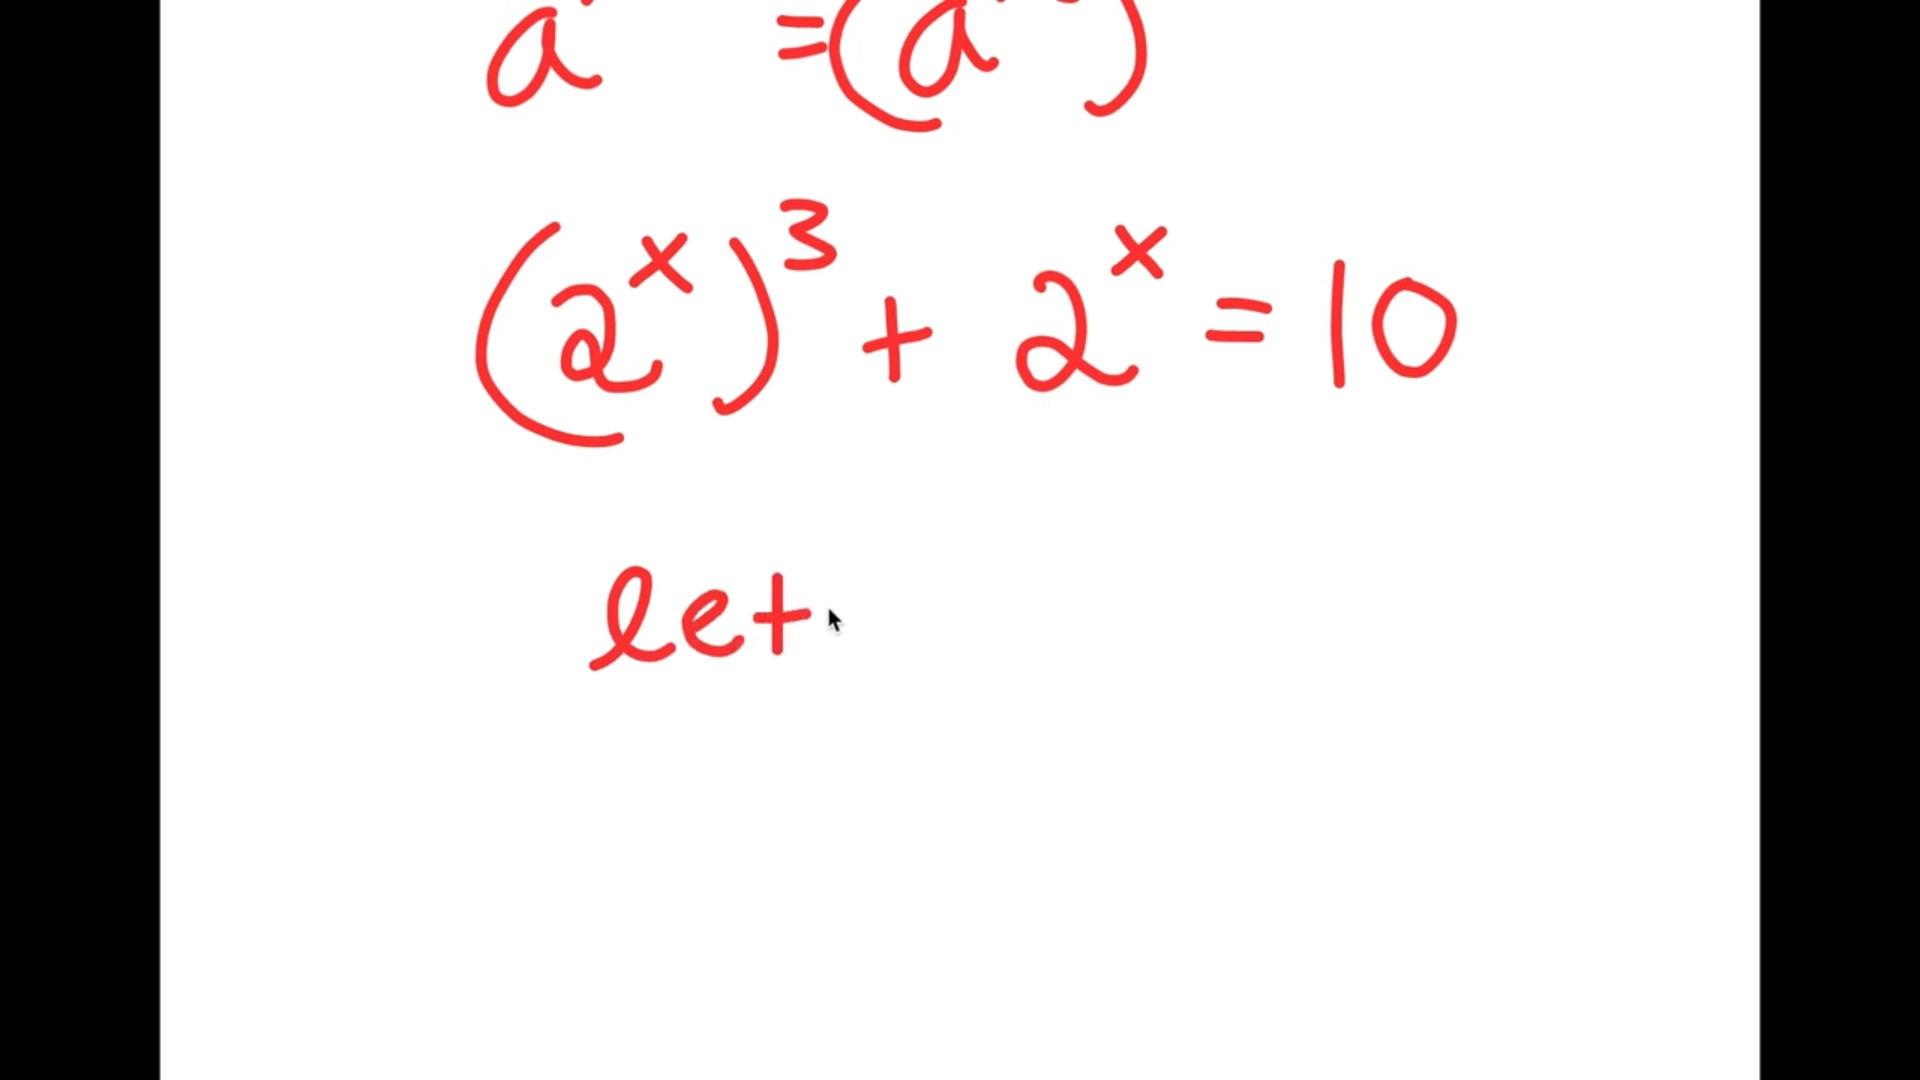 a = (a )
(2^x)^3 + 2^x = 10
let